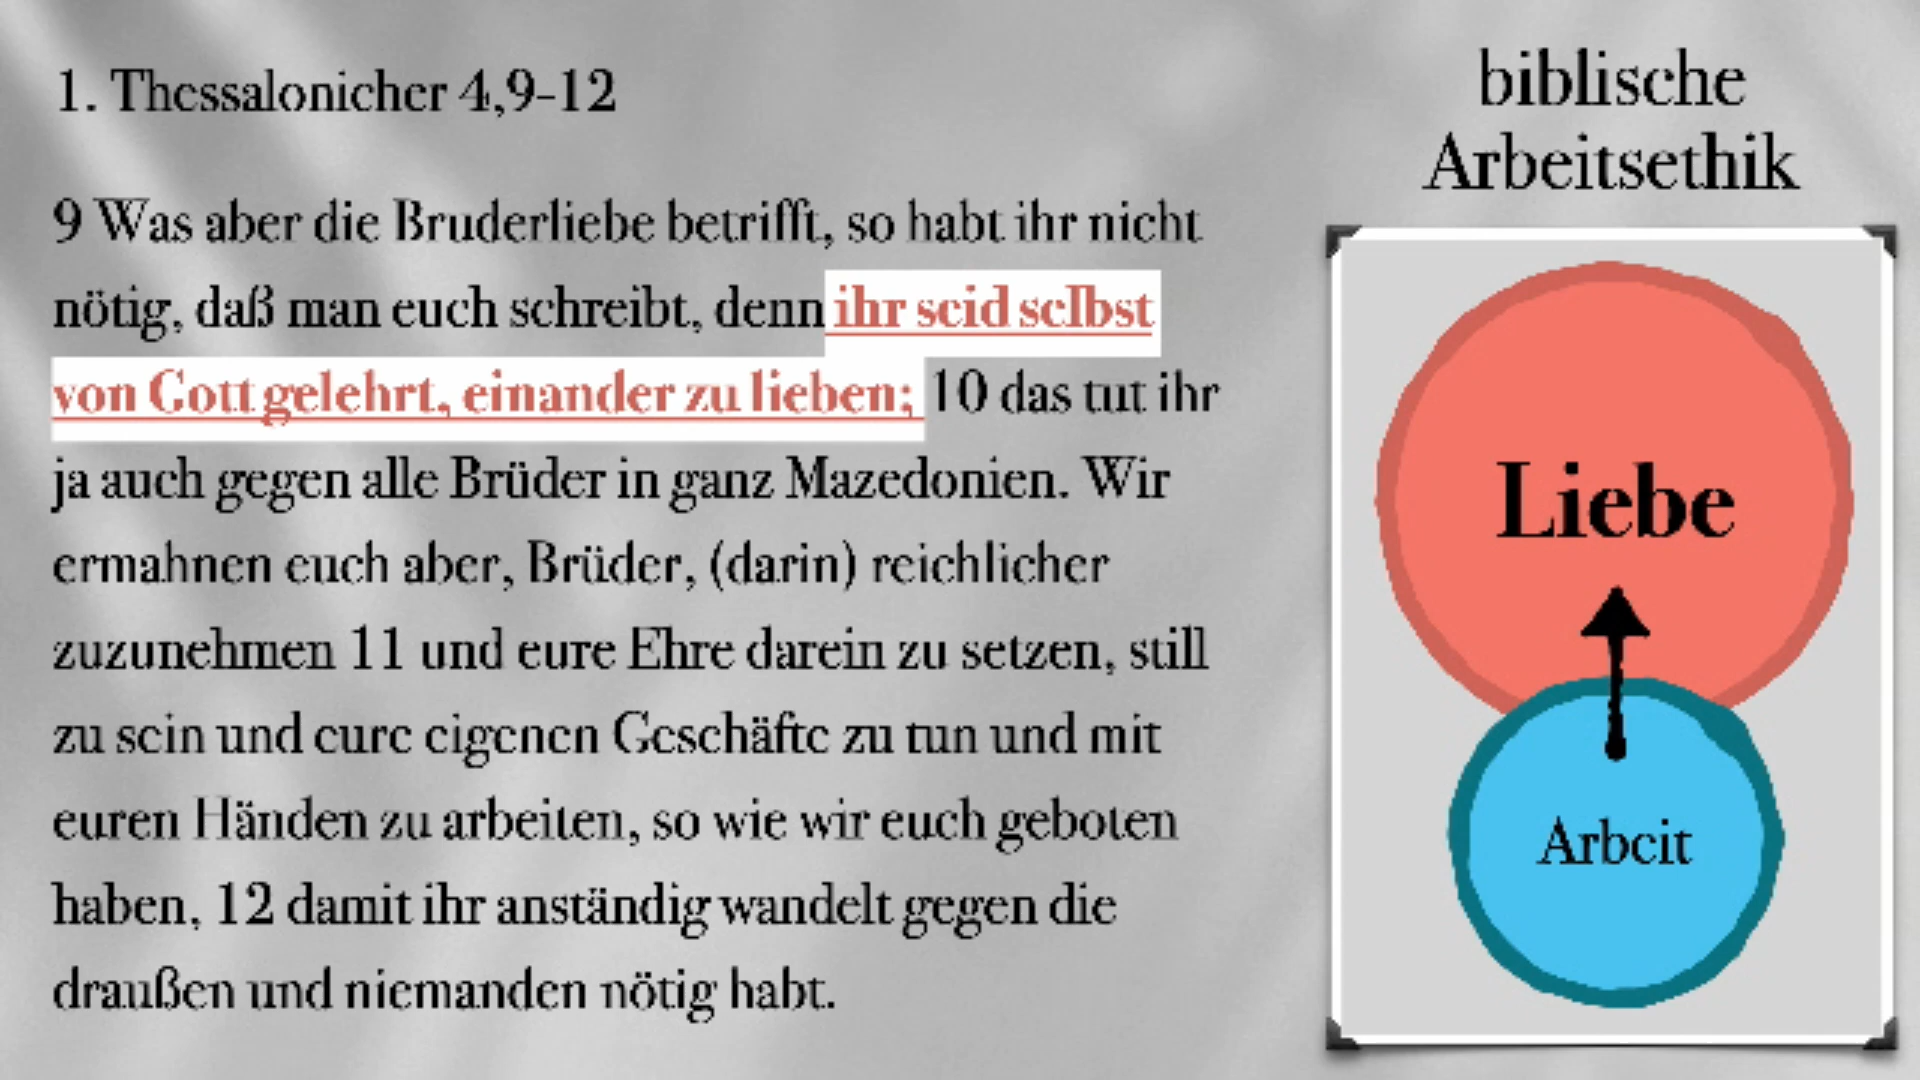 1. Thessalonicher 4,9-12
9 Was aber die Bruderliebe betrifft, so habt ihr nicht
nötig, daß man euch schreibt, denn ihr seid selbst
von Gott gelehrt, einander zu lieben; 10 das tut ihr
ja auch gegen alle Brüder in ganz Mazedonien. Wir
ermahnen euch aber, Brüder, (darin) reichlicher
zuzunehmen 11 und eure Ehre darein zu setzen, still
zu sein und eure eigenen Geschäfte zu tun und mit
euren Händen zu arbeiten, so wie wir euch geboten
haben, 12 damit ihr anständig wandelt gegen die
draußen und niemanden nötig habt.
biblische
Arbeitsethik
Liebe
Arbeit